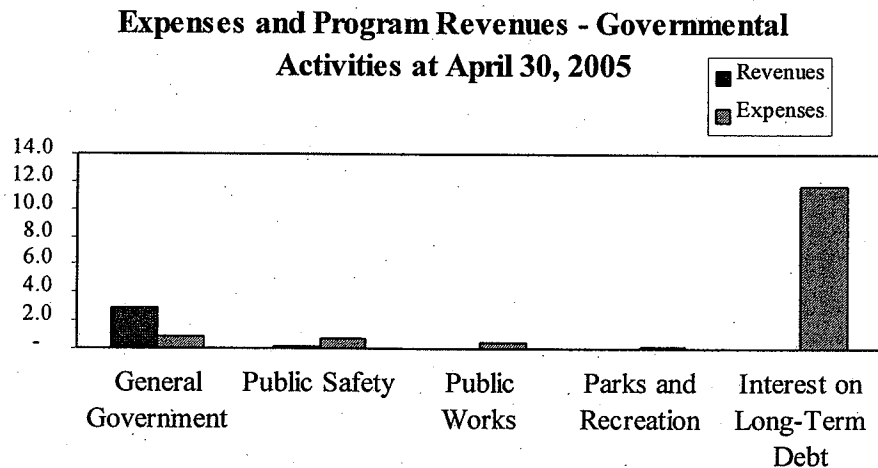 Expenses and Program Revenues - Governmental
Activities at April 30, 2005
Revenues
Expenses
14.0
12.0
10.0
8.0
6.0
4.0
2.0
-
General
Government
Public Safety
Public
Works
Parks and
Recreation
Interest on
Long-Term
Debt